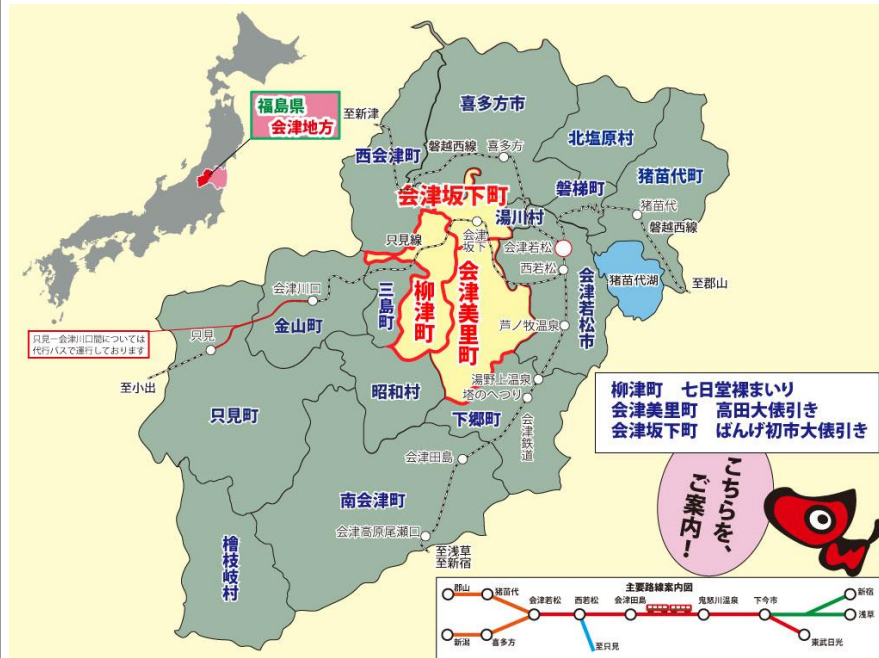 福島県
会津地方
至新津
喜多方市
北塩原村
磐越西線
喜多方
西会津町
猪苗代町
磐梯町
会津坂下町
湯川村
猪苗代
磐越西線
只見線
会津
坂下
会津若松
西若松
猪苗代湖
至郡山
会津川口
三島町
柳津町
会津美里町
会津若松市
金山町
芦ノ牧温泉
只見ー会津川口間については
代行バスで運行しております
只見
至小出
湯野上温泉
塔のへつり
昭和村
下郷町
会津鉄道
只見町
会津田島
南会津町
会津高原尾瀬口
至浅草
至新宿
檜枝岐村
柳津町 七日堂裸まいり
会津美里町 高田大俵引き
会津坂下町 ばんげ初市大俵引き
こちらを、
ご案内!
主要路線案内図
郡山
猪苗代
会津若松
西若松
会津田島
鬼怒川温泉
下今市
新宿
浅草
新潟
喜多方
至只見
東武日光